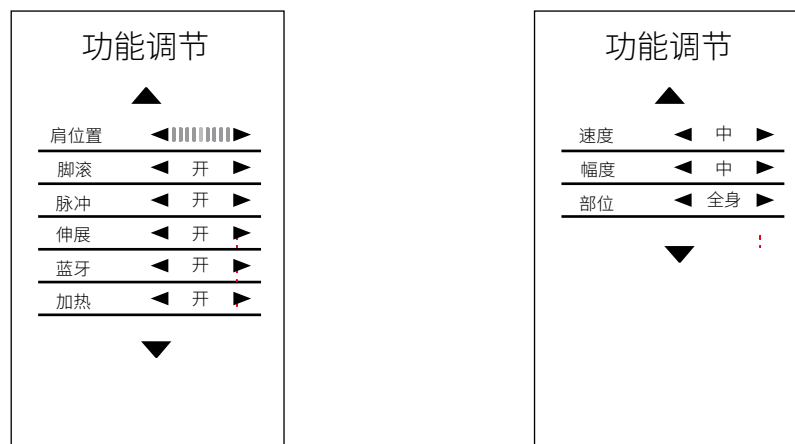 功能调节
肩位置
脚滚 开
脉冲 开
伸展 开
蓝牙 开
加热 开
功能调节
速度 中
幅度 中
部位 全身